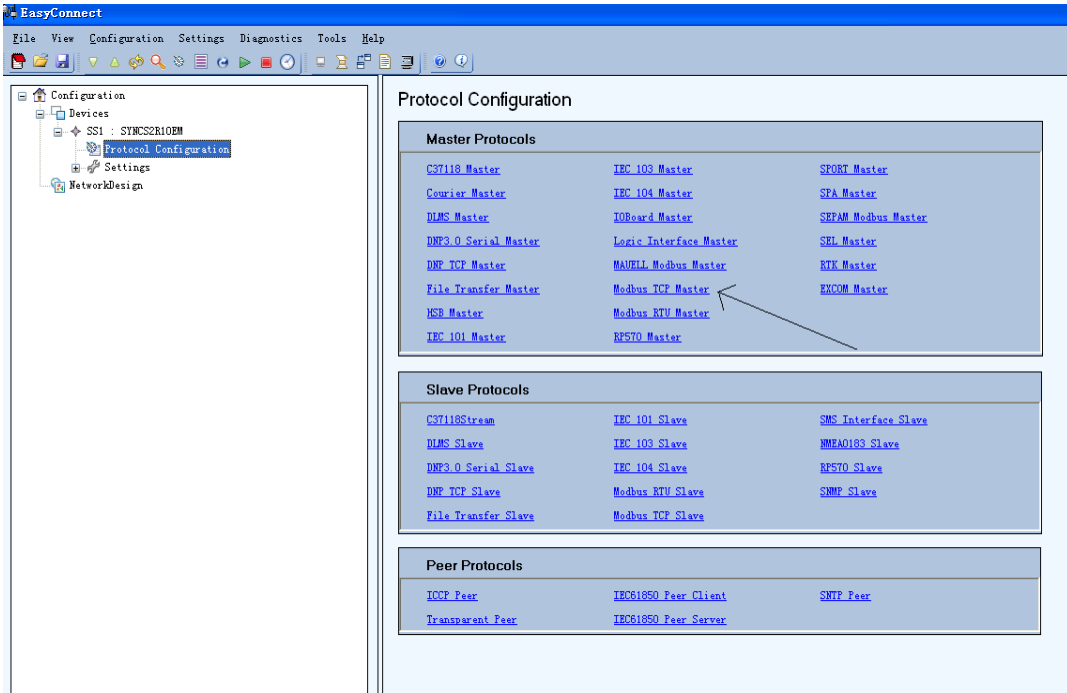 EasyConnect
File View Configuration Settings Diagnostics Tools Help
Configuration
Devices
SS1 : SYNCS2R10EM
Protocol Configuration
Settings
NetworkDesign
Protocol Configuration
Master Protocols
C37118 Master IEC 103 Master SPORT Master
Courier Master IEC 104 Master SPA Master
DLMS Master IOBoard Master SEPAM Modbus Master
DNP3.0 Serial Master Logic Interface Master SEL Master
DNP TCP Master MAUELL Modbus Master RTK Master
File Transfer Master Modbus TCP Master EXCOM Master
HSB Master Modbus RTU Master
IEC 101 Master RP570 Master
Slave Protocols
C37118Stream IEC 101 Slave SMS Interface Slave
DLMS Slave IEC 103 Slave NMEA0183 Slave
DNP3.0 Serial Slave IEC 104 Slave RP570 Slave
DNP TCP Slave Modbus RTU Slave SNMP Slave
File Transfer Slave Modbus TCP Slave
Peer Protocols
ICCP Peer IEC61850 Peer Client SNTP Peer
Transparent Peer IEC61850 Peer Server